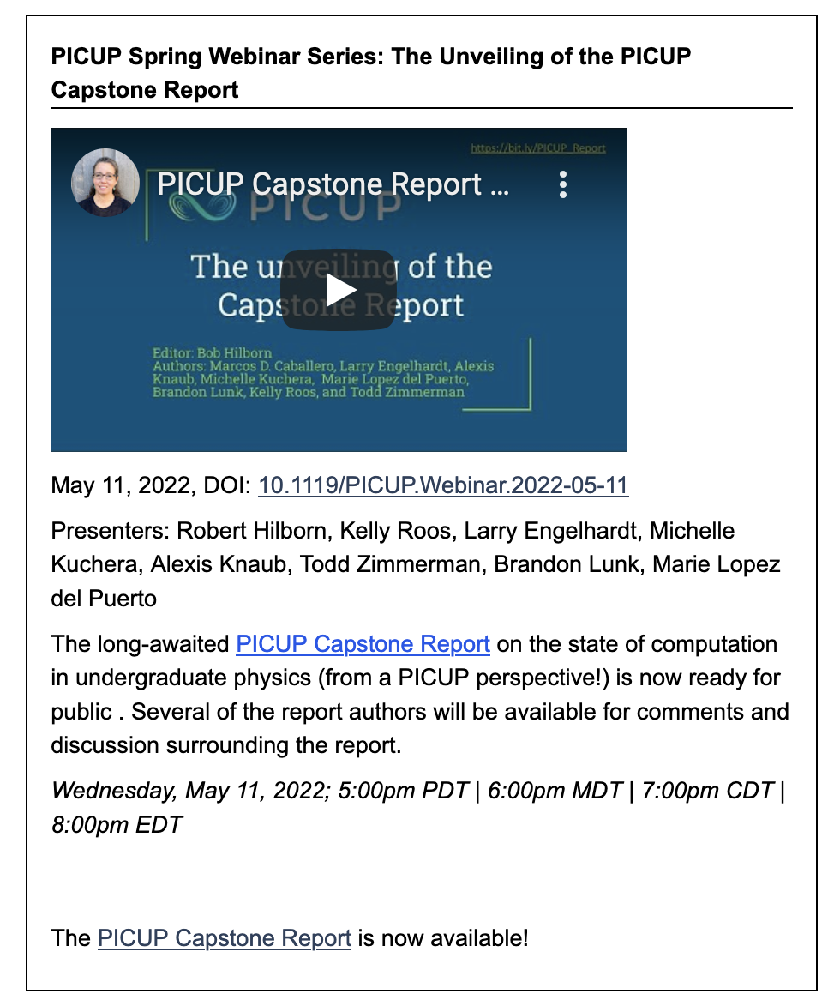 PICUP Spring Webinar Series: The Unveiling of the PICUP
Capstone Report
https://bit.ly/PICUP_Report
PICUP Capstone Report ...
PICUP
The unveiling of the
Capstone Report
Editor: Bob Hilborn
Authors: Marcos D. Caballero, Larry Engelhardt, Alexis
Knaub, Michelle Kuchera, Marie Lopez del Puerto,
Brandon Lunk, Kelly Roos, and Todd Zimmerman
May 11, 2022, DOI: 10.1119/PICUP.Webinar.2022-05-11
Presenters: Robert Hilborn, Kelly Roos, Larry Engelhardt, Michelle
Kuchera, Alexis Knaub, Todd Zimmerman, Brandon Lunk, Marie Lopez
del Puerto
The long-awaited PICUP Capstone Report on the state of computation
in undergraduate physics (from a PICUP perspective!) is now ready for
public . Several of the report authors will be available for comments and
discussion surrounding the report.
Wednesday, May 11, 2022; 5:00pm PDT | 6:00pm MDT | 7:00pm CDT |
8:00pm EDT
The PICUP Capstone Report is now available!